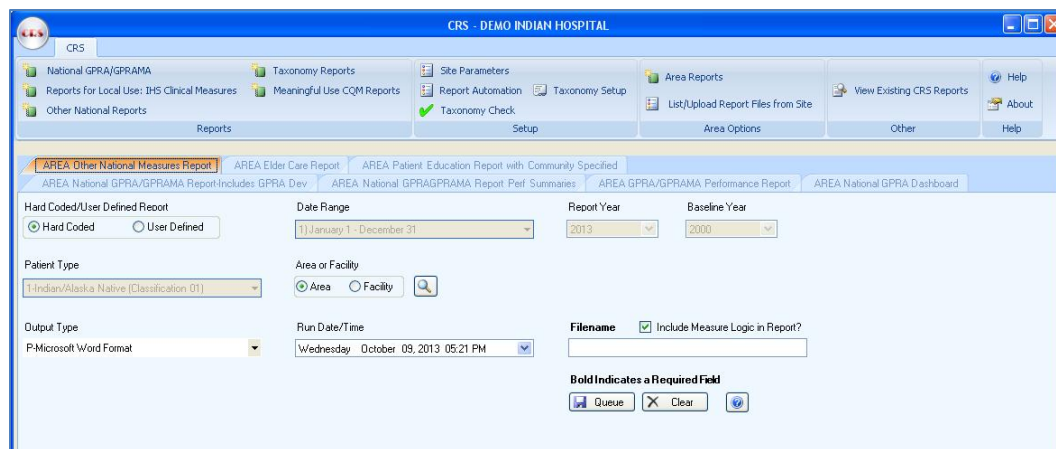 CRS - DEMO INDIAN HOSPITAL
CRS
CRS
National GPRA/GPRAMA
Reports for Local Use: IHS Clinical Measures
Other National Reports
Taxonomy Reports
Meaningful Use CQM Reports
Reports
Site Parameters
Report Automation
Taxonomy Setup
Taxonomy Check
Setup
Area Reports
List/Upload Report Files from Site
Area Options
View Existing CRS Reports
Other
Help
About
Help
AREA Other National Measures Report AREA Elder Care Report AREA Patient Education Report with Community Specified
AREA National GPRA/GPRAMA Report-Includes GPRA Dev AREA National GPRAGPRAMA Report Perf Summaries AREA GPRA/GPRAMA Performance Report AREA National GPRA Dashboard
Hard Coded/User Defined Report Date Range Report Year Baseline Year
Hard Coded User Defined 1) January 1 - December 31 2013 2000
Patient Type Area or Facility
1-Indian/Alaska Native (Classification 01) Area Facility
Output Type Run Date/Time Filename Include Measure Logic in Report?
P-Microsoft Word Format Wednesday October 09, 2013 05:21 PM
Bold Indicates a Required Field
Queue Clear